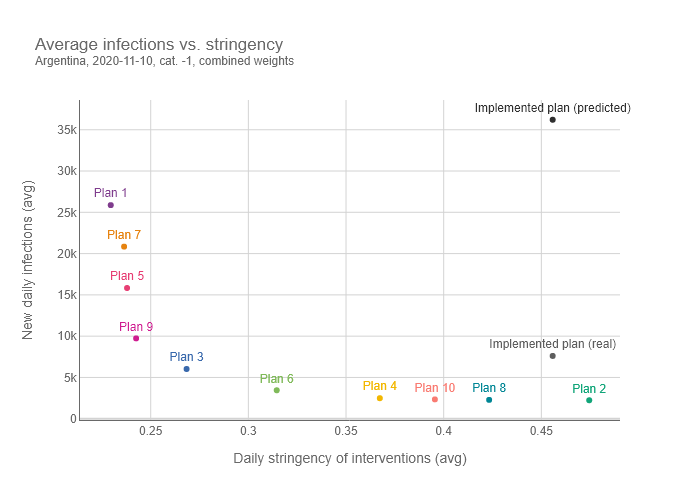 Average infections vs. stringency
Argentina, 2020-11-10, cat. -1, combined weights
Implemented plan (predicted)
35k
30k
Plan 1
25k
Plan 7
20k
Plan 5
15k
Plan 9
10k
Implemented plan (real)
Plan 3
Plan 6
5k
Plan 4
Plan 10
Plan 8
Plan 2
0
0.25
0.3
0.35
0.4
0.45
New daily infections (avg)
Daily stringency of interventions (avg)